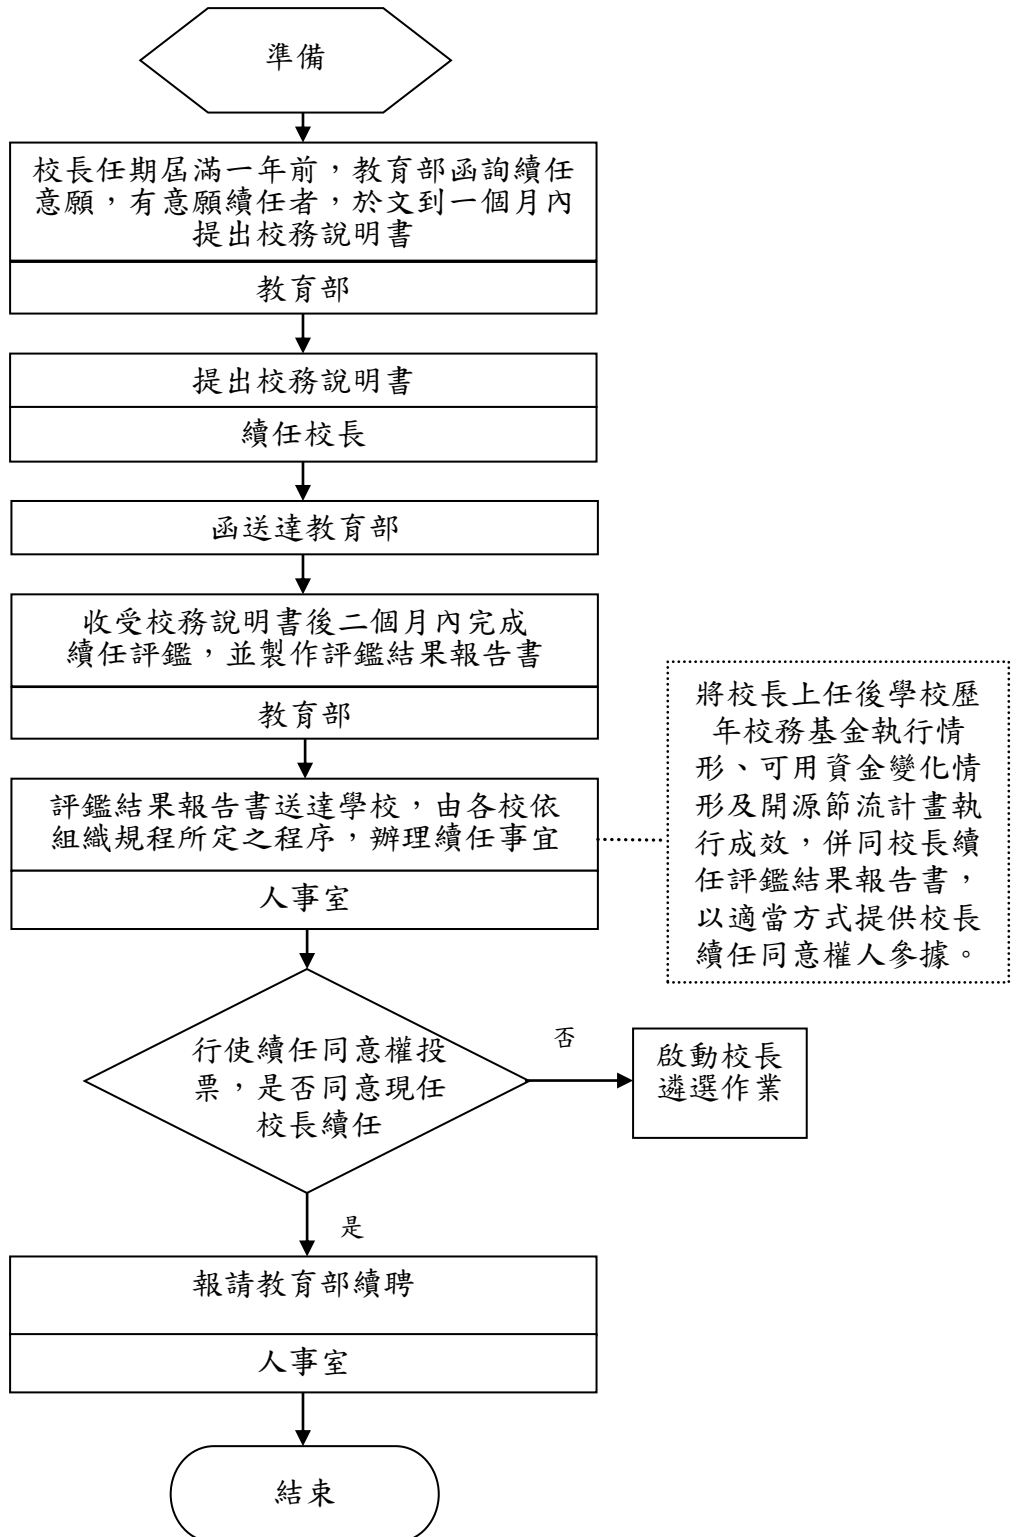 準備
校長任期屆滿一年前，教育部函詢續任
意願，有意願續任者，於文到一個月內
提出校務說明書
教育部
提出校務說明書
續任校長
函送達教育部
收受校務說明書後二個月內完成
續任評鑑，並製作評鑑結果報告書
教育部
評鑑結果報告書送達學校，由各校依
組織規程所定之程序，辦理續任事宜
人事室
將校長上任後學校歷
年校務基金執行情
形、可用資金變化情
形及開源節流計畫執
行成效，併同校長續
任評鑑結果報告書，
以適當方式提供校長
續任同意權人參據。
行使續任同意權投
票，是否同意現任
校長續任
否
啟動校長
遴選作業
是
報請教育部續聘
人事室
結束